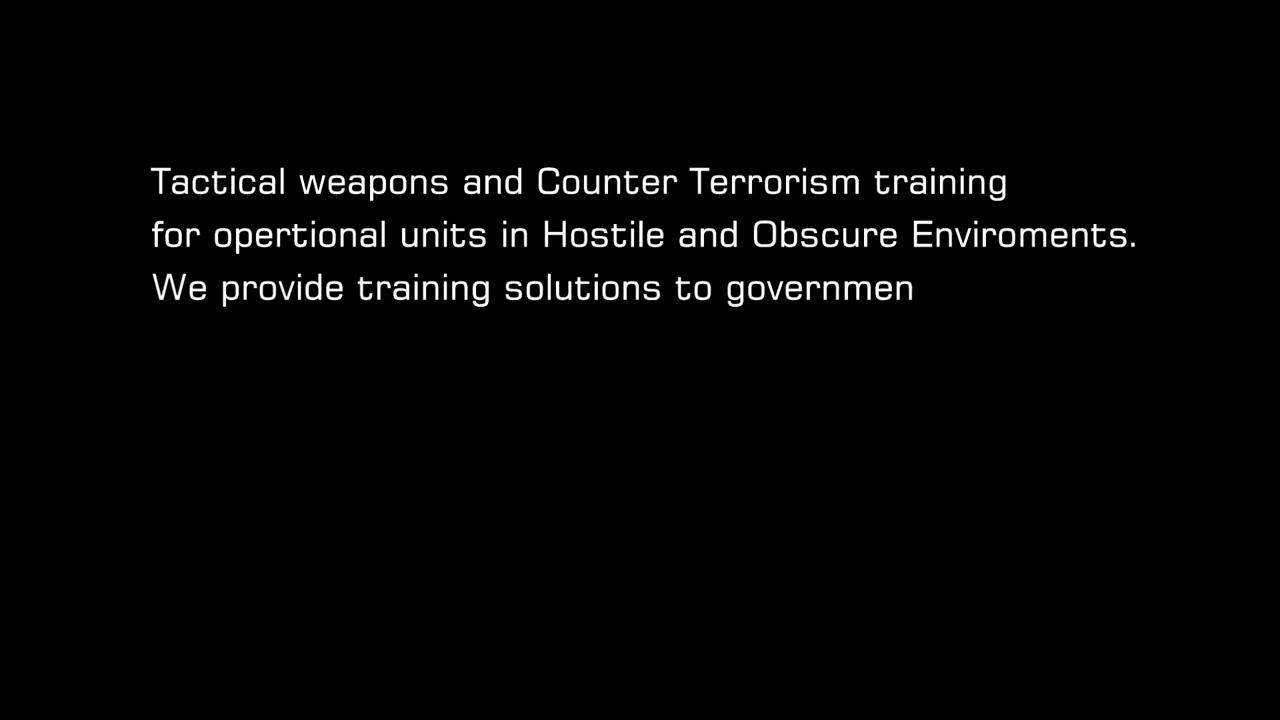 Tactical weapons and Counter Terrorism training
for opertional units in Hostile and Obscure Enviroments.
We provide training solutions to governmen